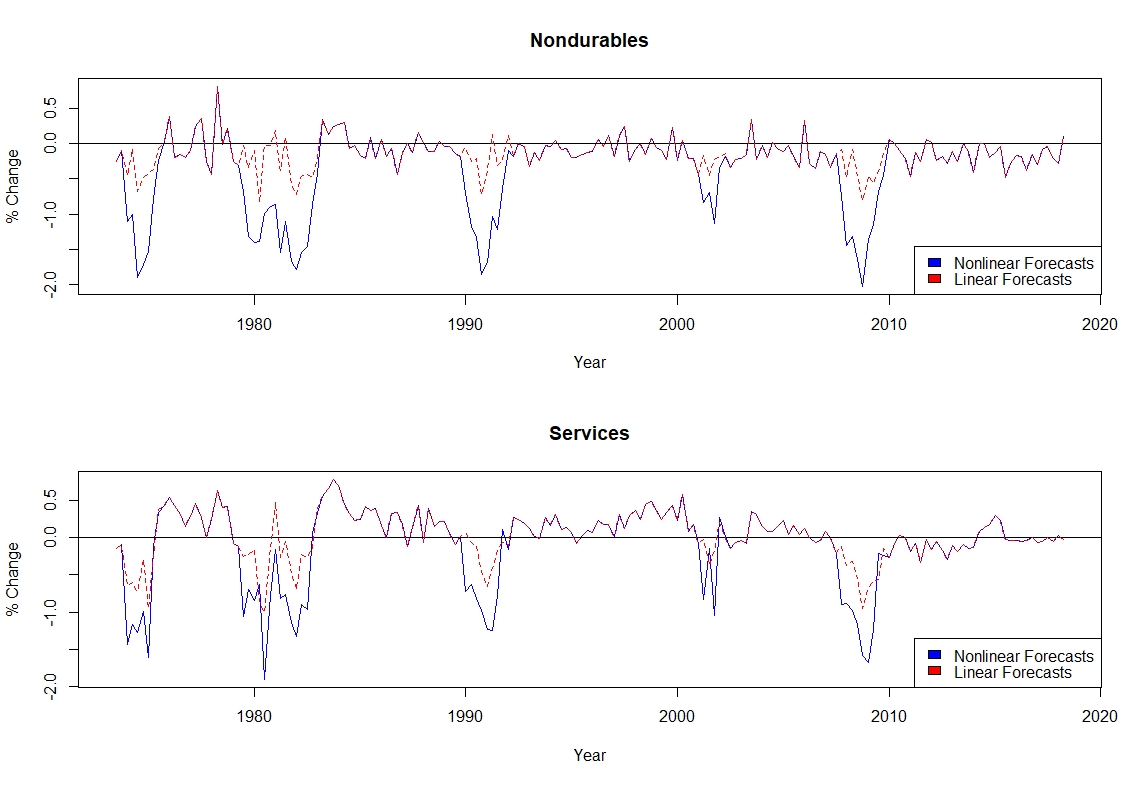 Nondurables
% Change
0.5
0.0
-1.0
-2.0
1980 1990 2000 2010 2020
Year
Nonlinear Forecasts
Linear Forecasts
Services
% Change
0.5
0.0
-1.0
-2.0
1980 1990 2000 2010 2020
Year
Nonlinear Forecasts
Linear Forecasts